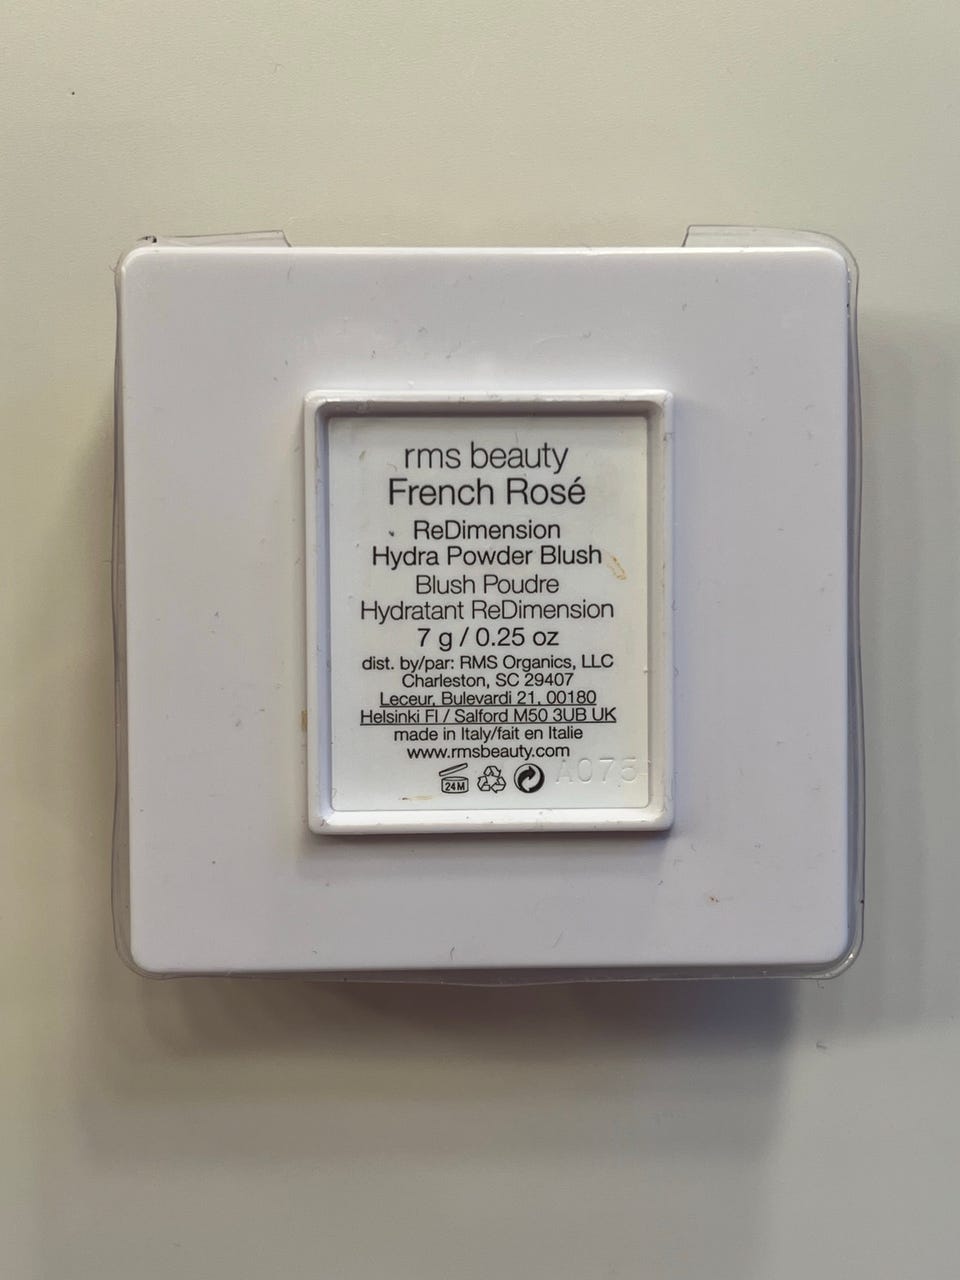 rms beauty
French Rosé
ReDimension
Hydra Powder Blush
Blush Poudre
Hydratant ReDimension
7 g / 0.25 oz
dist. by/par: RMS Organics, LLC
Charleston, SC 29407
Leceur, Bulevardi 21, 00180
Helsinki FI / Salford M50 3UB UK
made in Italy/fait en Italie
www.rmsbeauty.com
24M
A075